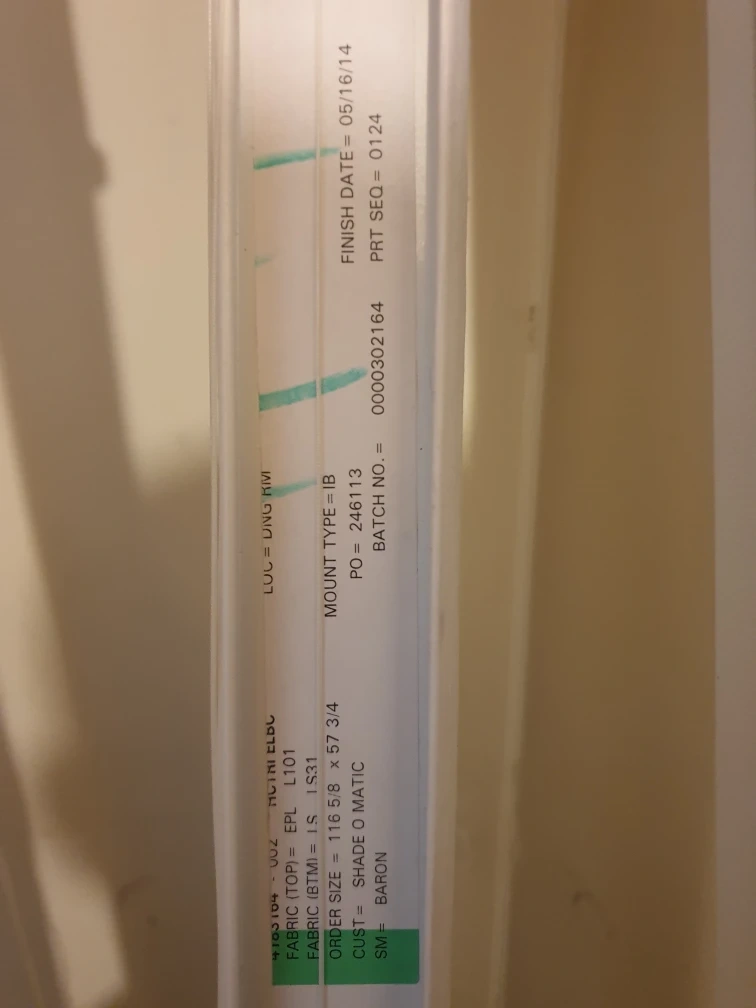 FABRIC (TOP) = EPL L101
FABRIC (BTM) = LS LS31
ORDER SIZE = 116 5/8 x 57 3/4 MOUNT TYPE = IB
CUST = SHADE O MATIC PO = 246113 FINISH DATE = 05/16/14
SM = BARON BATCH NO. = 0000302164 PRT SEQ = 0124